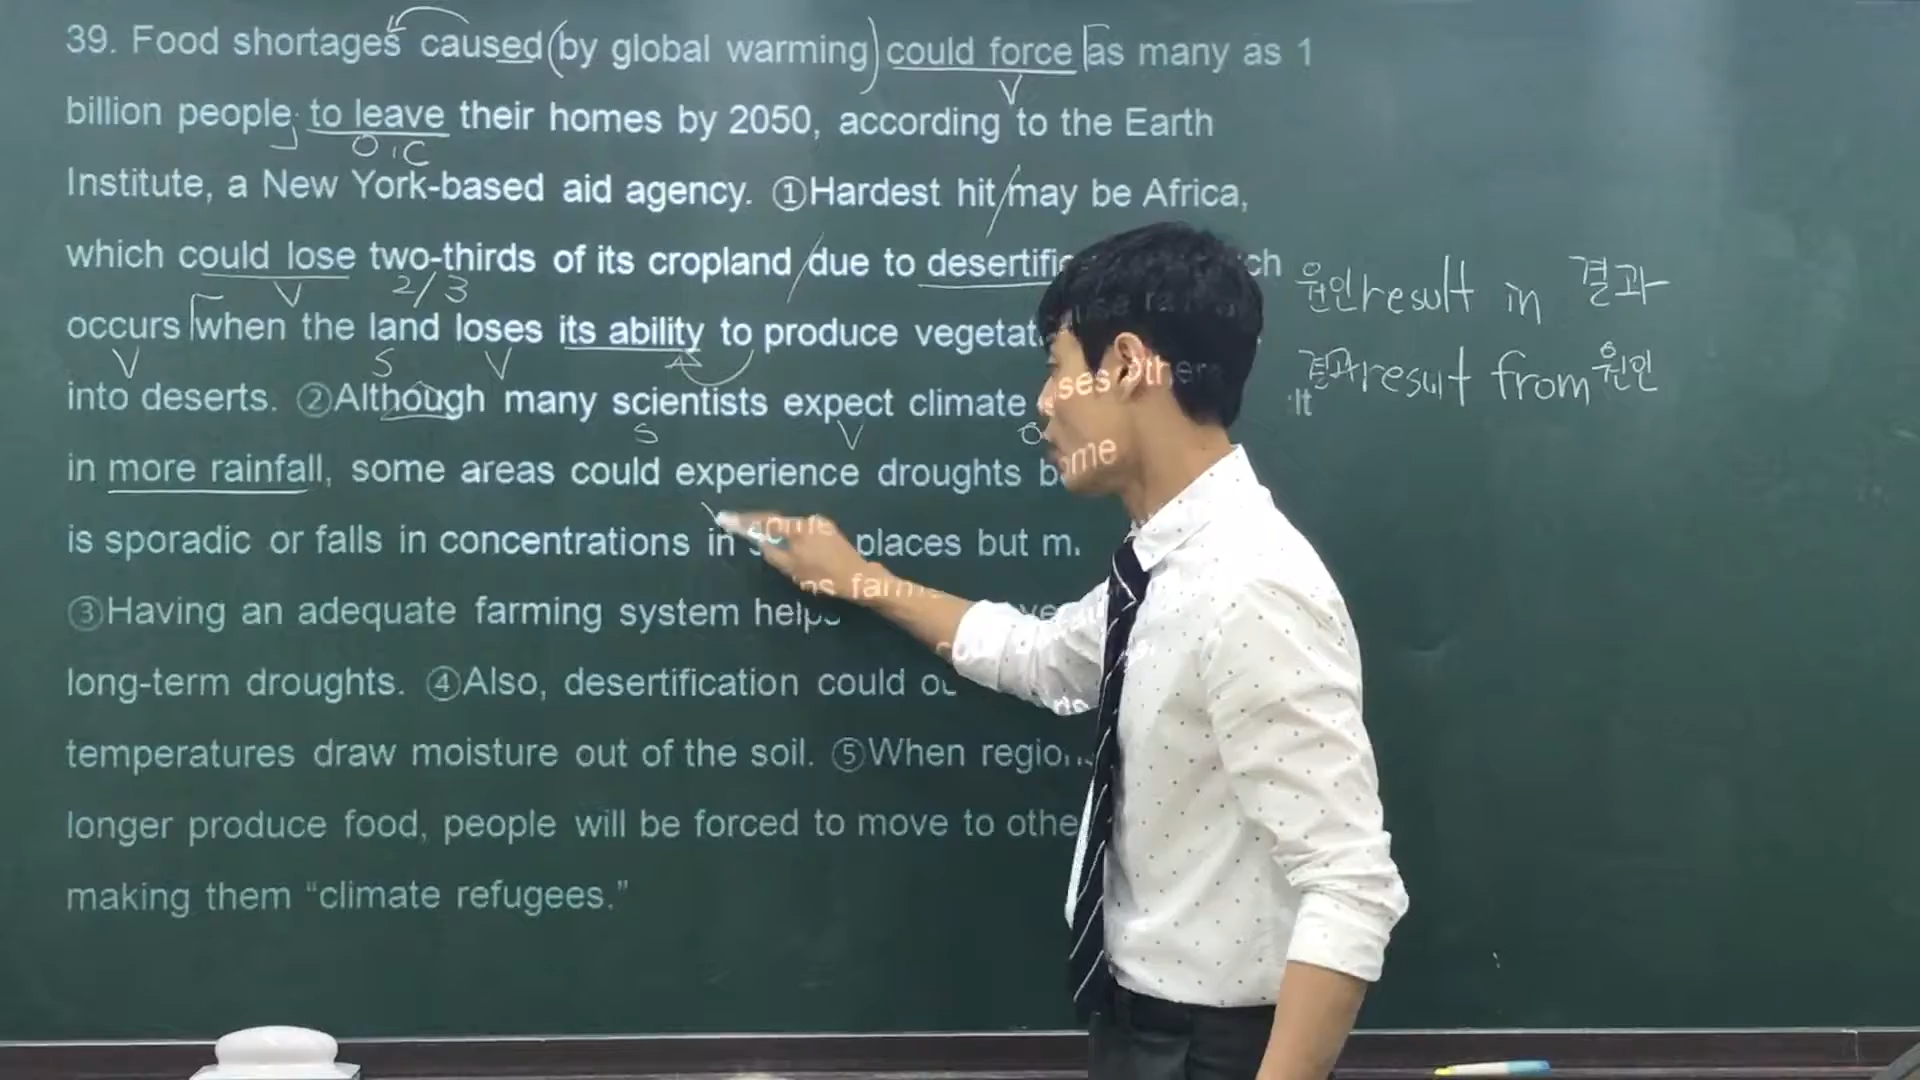 39. Food shortages caused (by global warming) could force as many as 1
V
billion people to leave their homes by 2050, according to the Earth
O.C
Institute, a New York-based aid agency. ①Hardest hit / may be Africa,
which could lose two-thirds of its cropland / due to
V 2/3
occurs when the land loses its ability to produce
V S V
into deserts. ②Although many scientists expect climate
S V
in more rainfall, some areas could experience droughts
is sporadic or falls in concentrations in some places but
③Having an adequate farming system helps
long-term droughts. ④Also, desertification could
temperatures draw moisture out of the soil. ⑤When
longer produce food, people will be forced to move to
making them “climate refugees.”
원인 result in 결과
결과 result from 원인